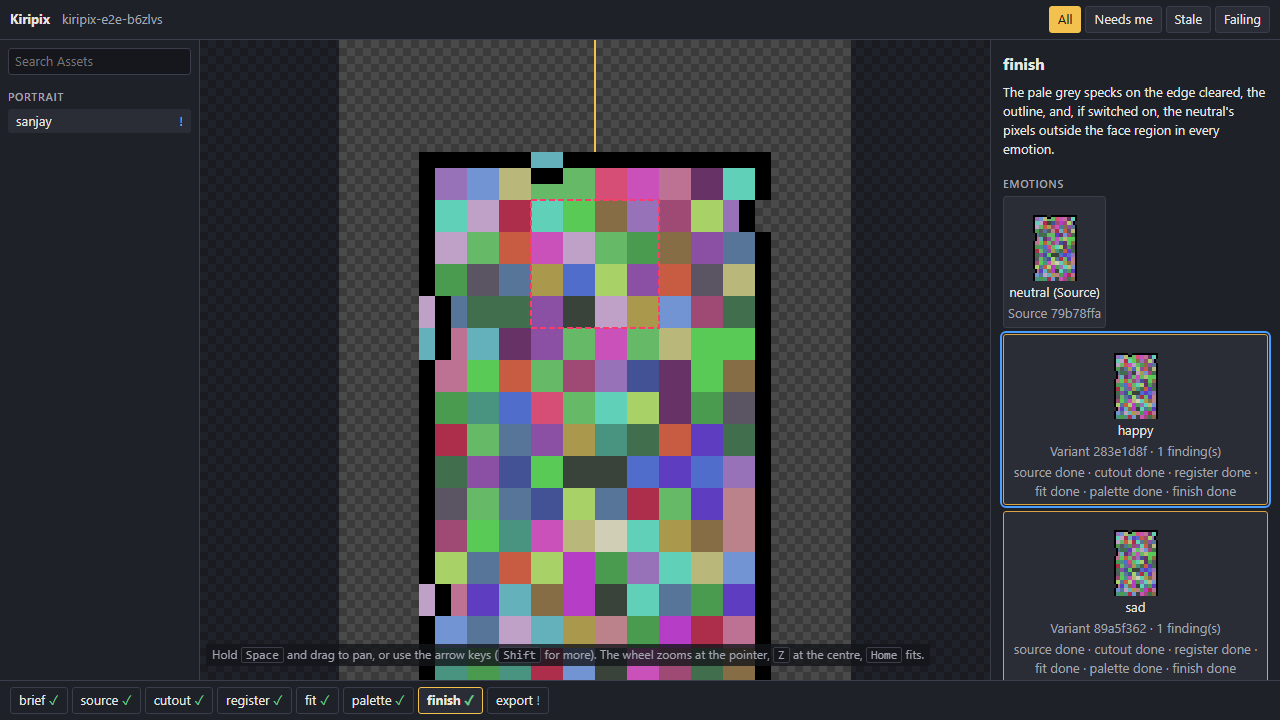 Kiripix kiripix-e2e-b6zlvs All Needs me Stale Failing
Search Assets
PORTRAIT
sanjay !
Hold Space and drag to pan, or use the arrow keys ( Shift for more). The wheel zooms at the pointer, Z at the centre, Home fits.
finish
The pale grey specks on the edge cleared, the
outline, and, if switched on, the neutral's
pixels outside the face region in every
emotion.
EMOTIONS
neutral (Source)
Source 79b78ffa
happy
Variant 283e1d8f · 1 finding(s)
source done · cutout done · register done ·
fit done · palette done · finish done
sad
Variant 89a5f362 · 1 finding(s)
source done · cutout done · register done ·
fit done · palette done · finish done
brief ✓ source ✓ cutout ✓ register ✓ fit ✓ palette ✓ finish ✓ export !